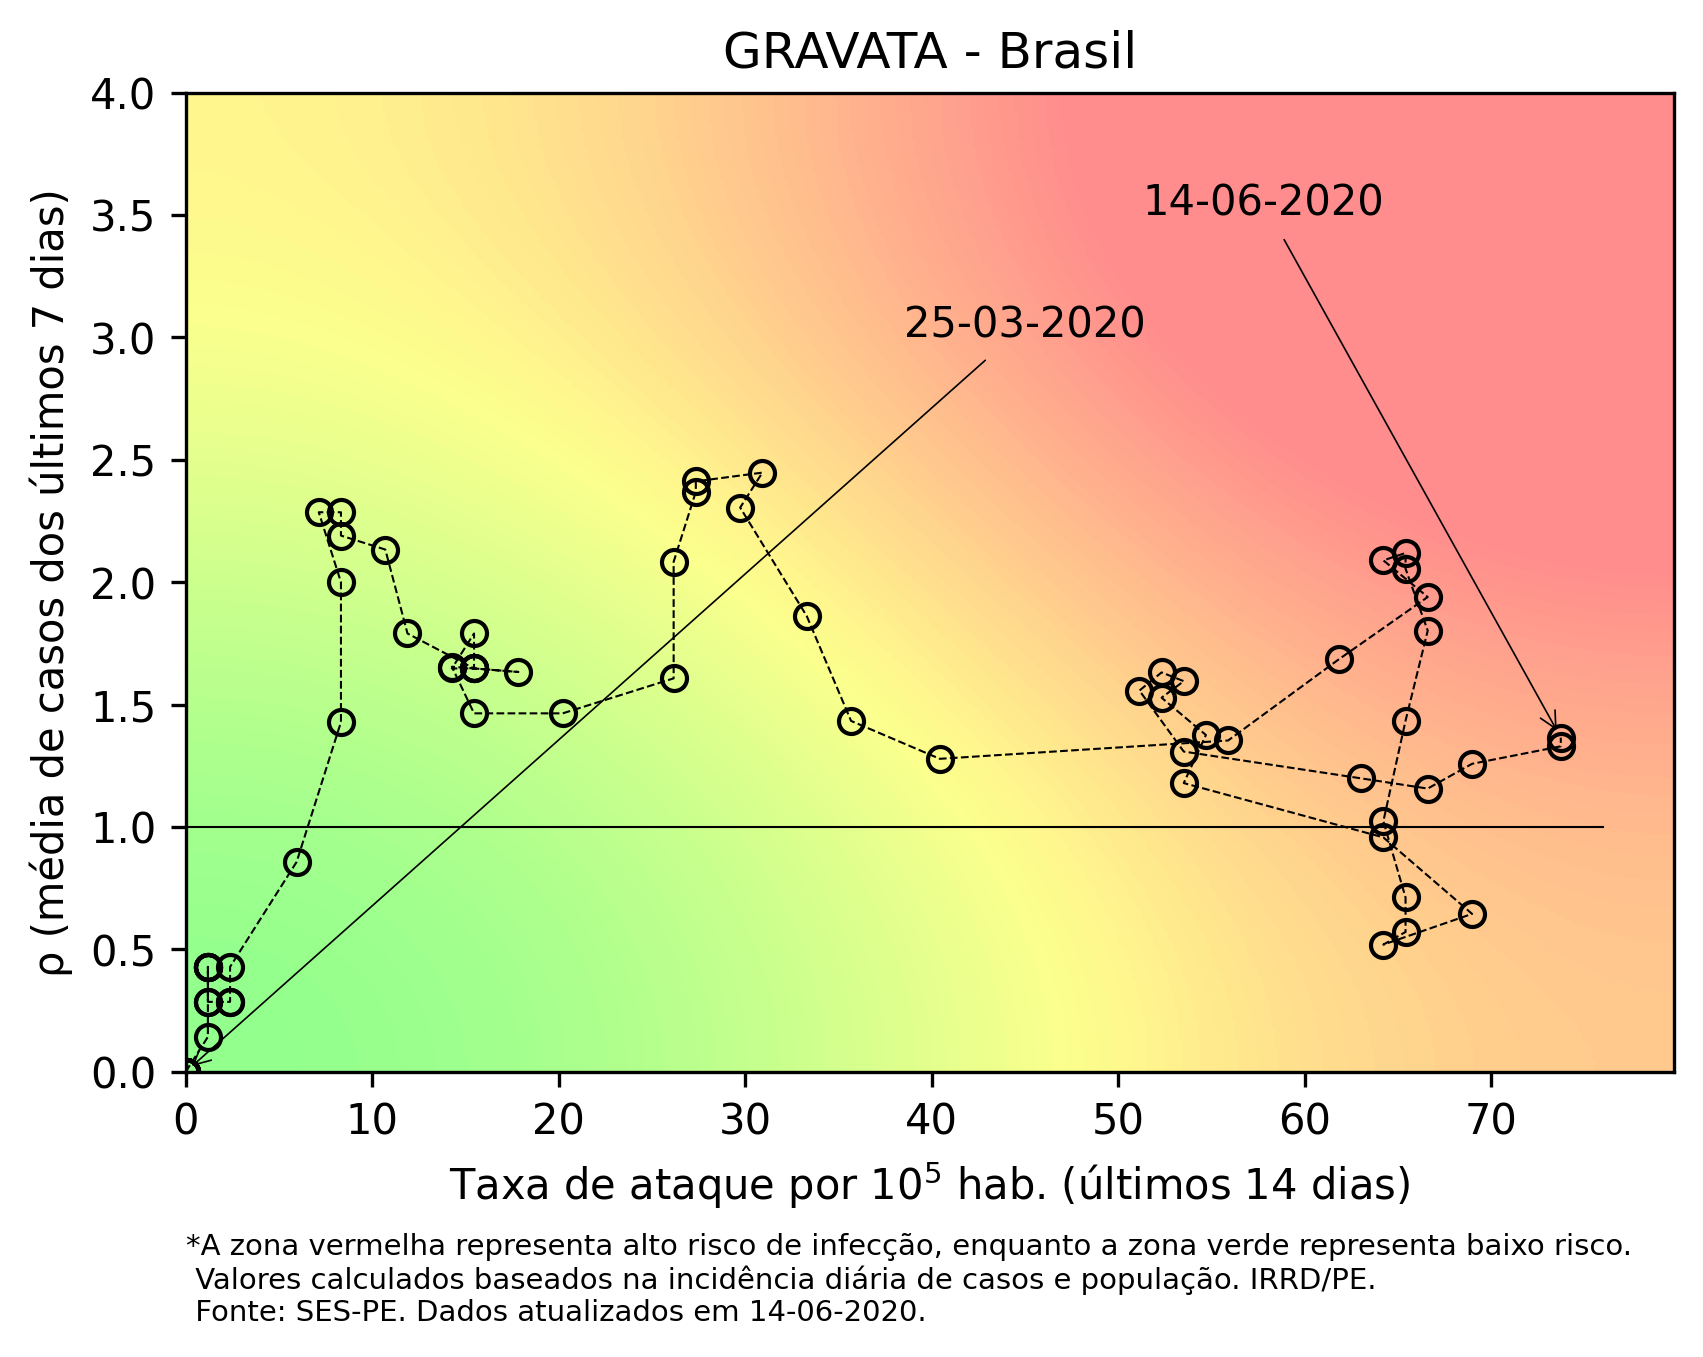 GRAVATA - Brasil
4.0
3.5
3.0
2.5
2.0
1.5
1.0
0.5
0.0
ρ (média de casos dos últimos 7 dias)
14-06-2020
25-03-2020
0 10 20 30 40 50 60 70
Taxa de ataque por 10⁵ hab. (últimos 14 dias)
*A zona vermelha representa alto risco de infecção, enquanto a zona verde representa baixo risco.
Valores calculados baseados na incidência diária de casos e população. IRRD/PE.
Fonte: SES-PE. Dados atualizados em 14-06-2020.